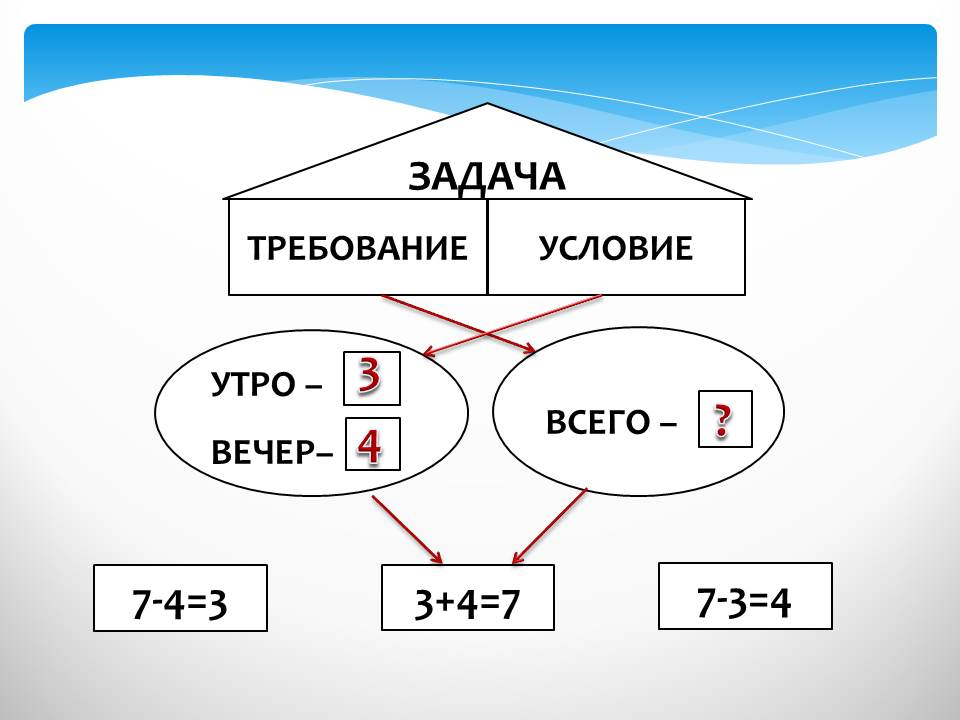 ЗАДАЧА
ТРЕБОВАНИЕ
УСЛОВИЕ
УТРО – 3
ВЕЧЕР– 4
ВСЕГО – ?
7-4=3
3+4=7
7-3=4